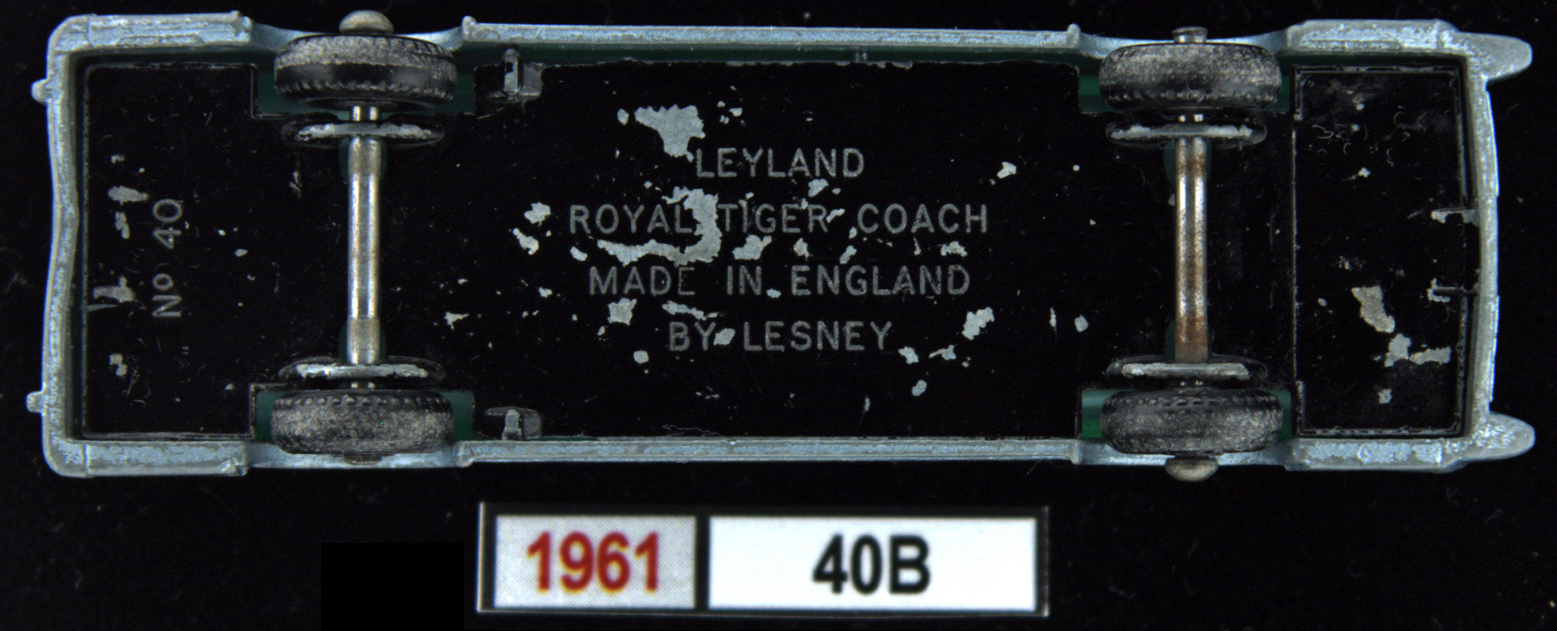 LEYLAND
ROYAL TIGER COACH
MADE IN ENGLAND
BY LESNEY
Nº 40
1961
40B